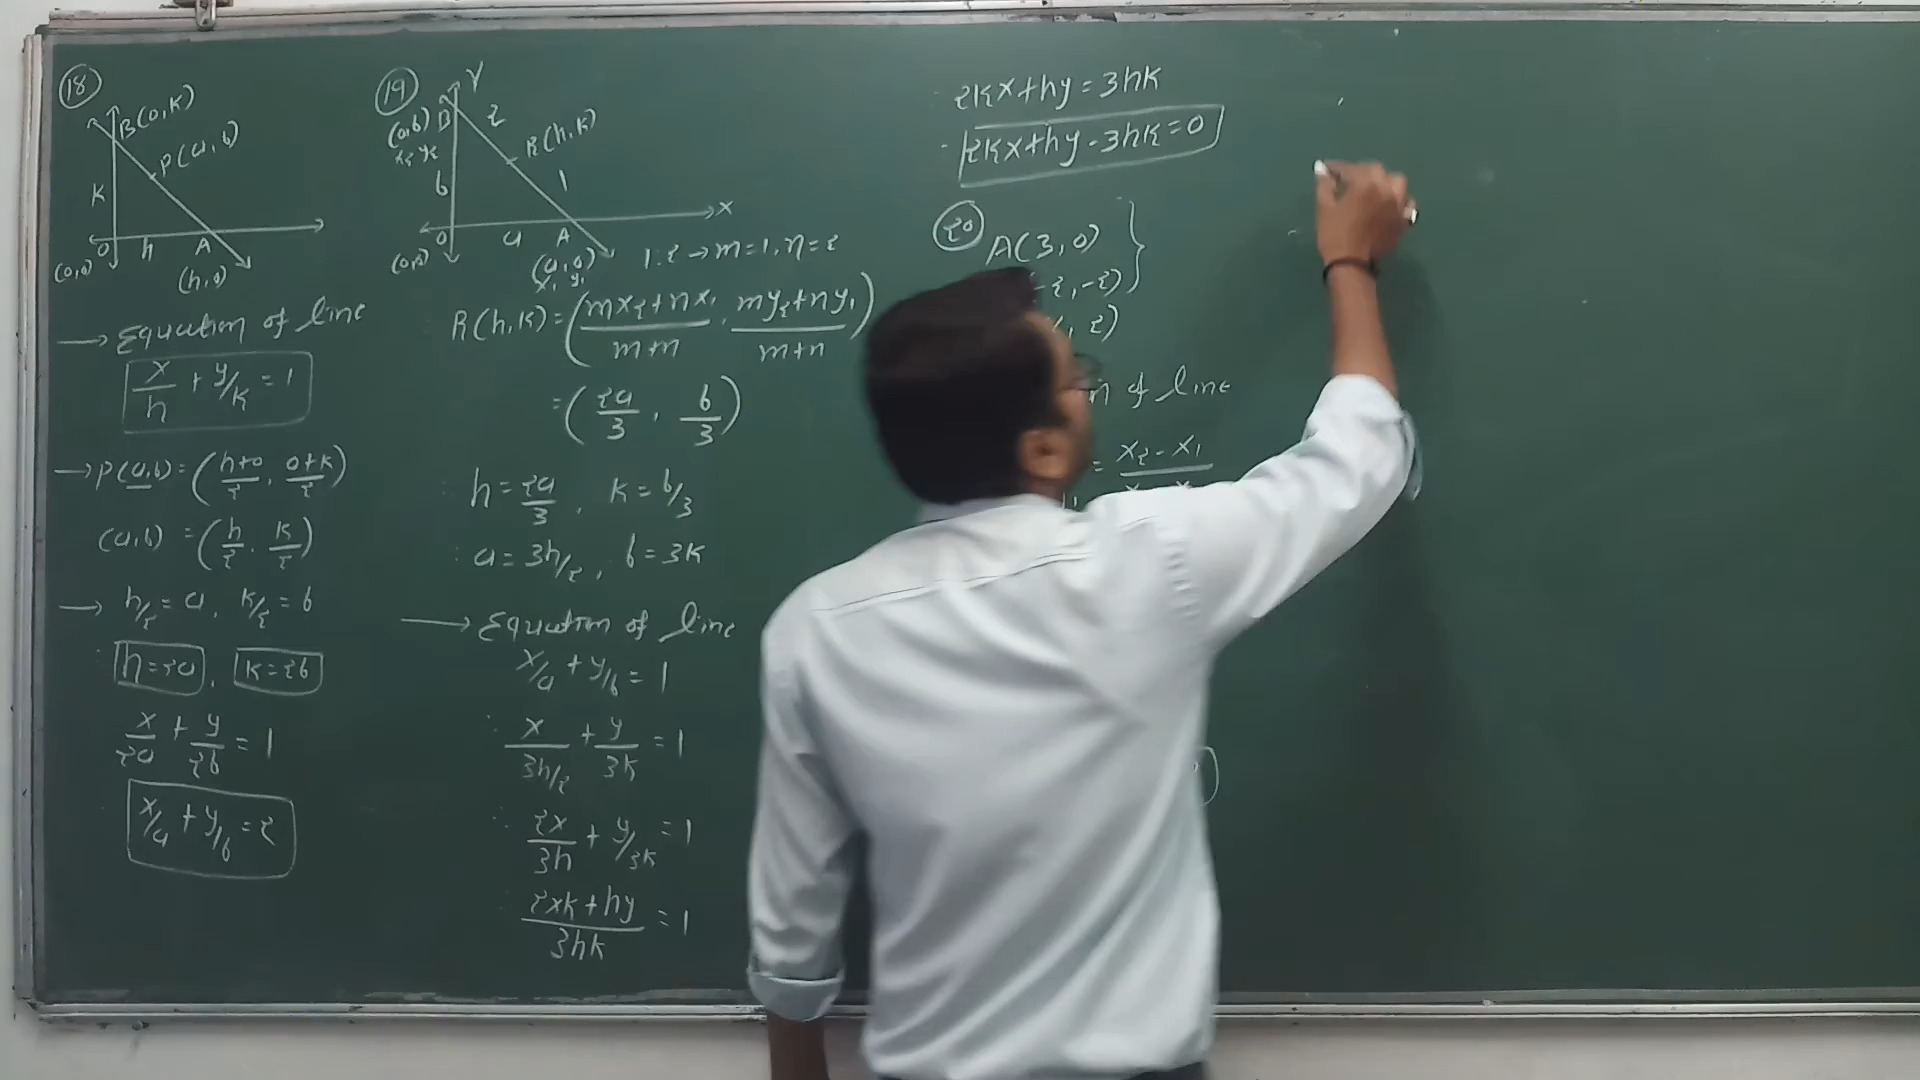 18
B(0,k)
P(a,b)
k
O
h
A
(0,0)
(h,0)
→ Equation of line
x/h + y/k = 1
→ P(a,b) = (h+0/2, 0+k/2)
(a,b) = (h/2, k/2)
→ h/2 = a, k/2 = b
∴ h=2a, k=2b
x/2a + y/2b = 1
x/a + y/b = 2
19
Y
B
2
(0,b)
x₂ y₂
R(h,k)
b
1
X
O
a
A
(0,0)
(a,0)
x₁ y₁
1:2 → m=1, n=2
R(h,k) = (mx₂+nx₁/m+n, my₂+ny₁/m+n)
= (2a/3, b/3)
∴ h = 2a/3, k = b/3
∴ a = 3h/2, b = 3k
→ Equation of line
x/a + y/b = 1
∴ x/3h/2 + y/3k = 1
∴ 2x/3h + y/3k = 1
2xk+hy/3hk = 1
∴ 2kx+hy = 3hk
∴ 2kx+hy-3hk=0
20
A(3,0)
-2,-2)
, 2)
n of line
= x₂-x₁